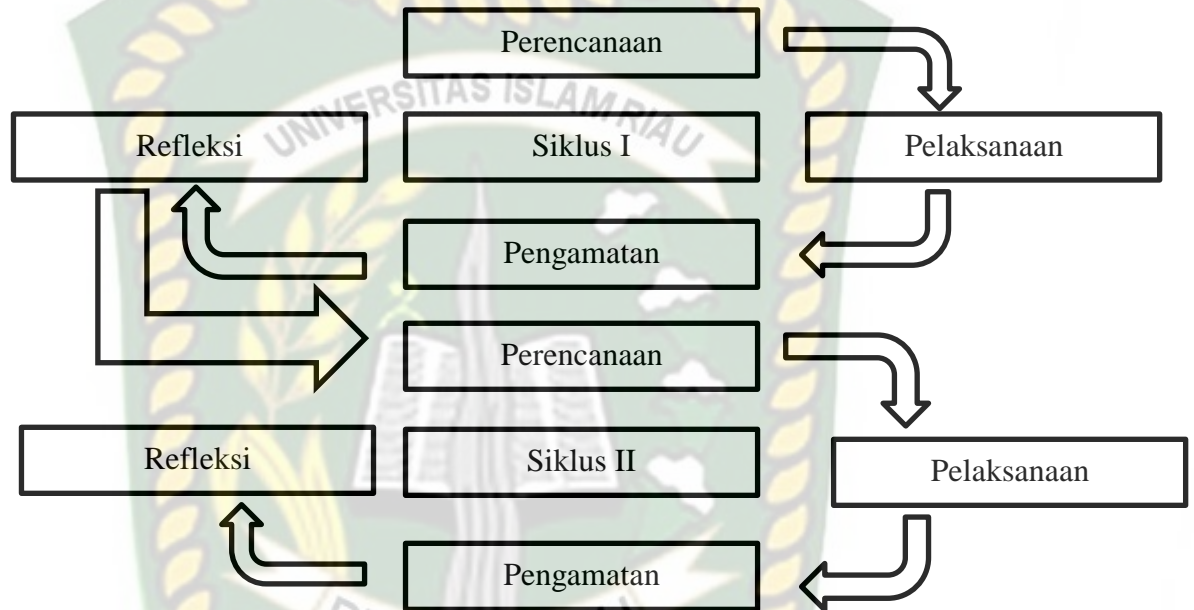 Perencanaan
UNIVERSITAS ISLAM RIAU
Refleksi
Siklus I
Pelaksanaan
Pengamatan
Perencanaan
Refleksi
Siklus II
Pelaksanaan
Pengamatan